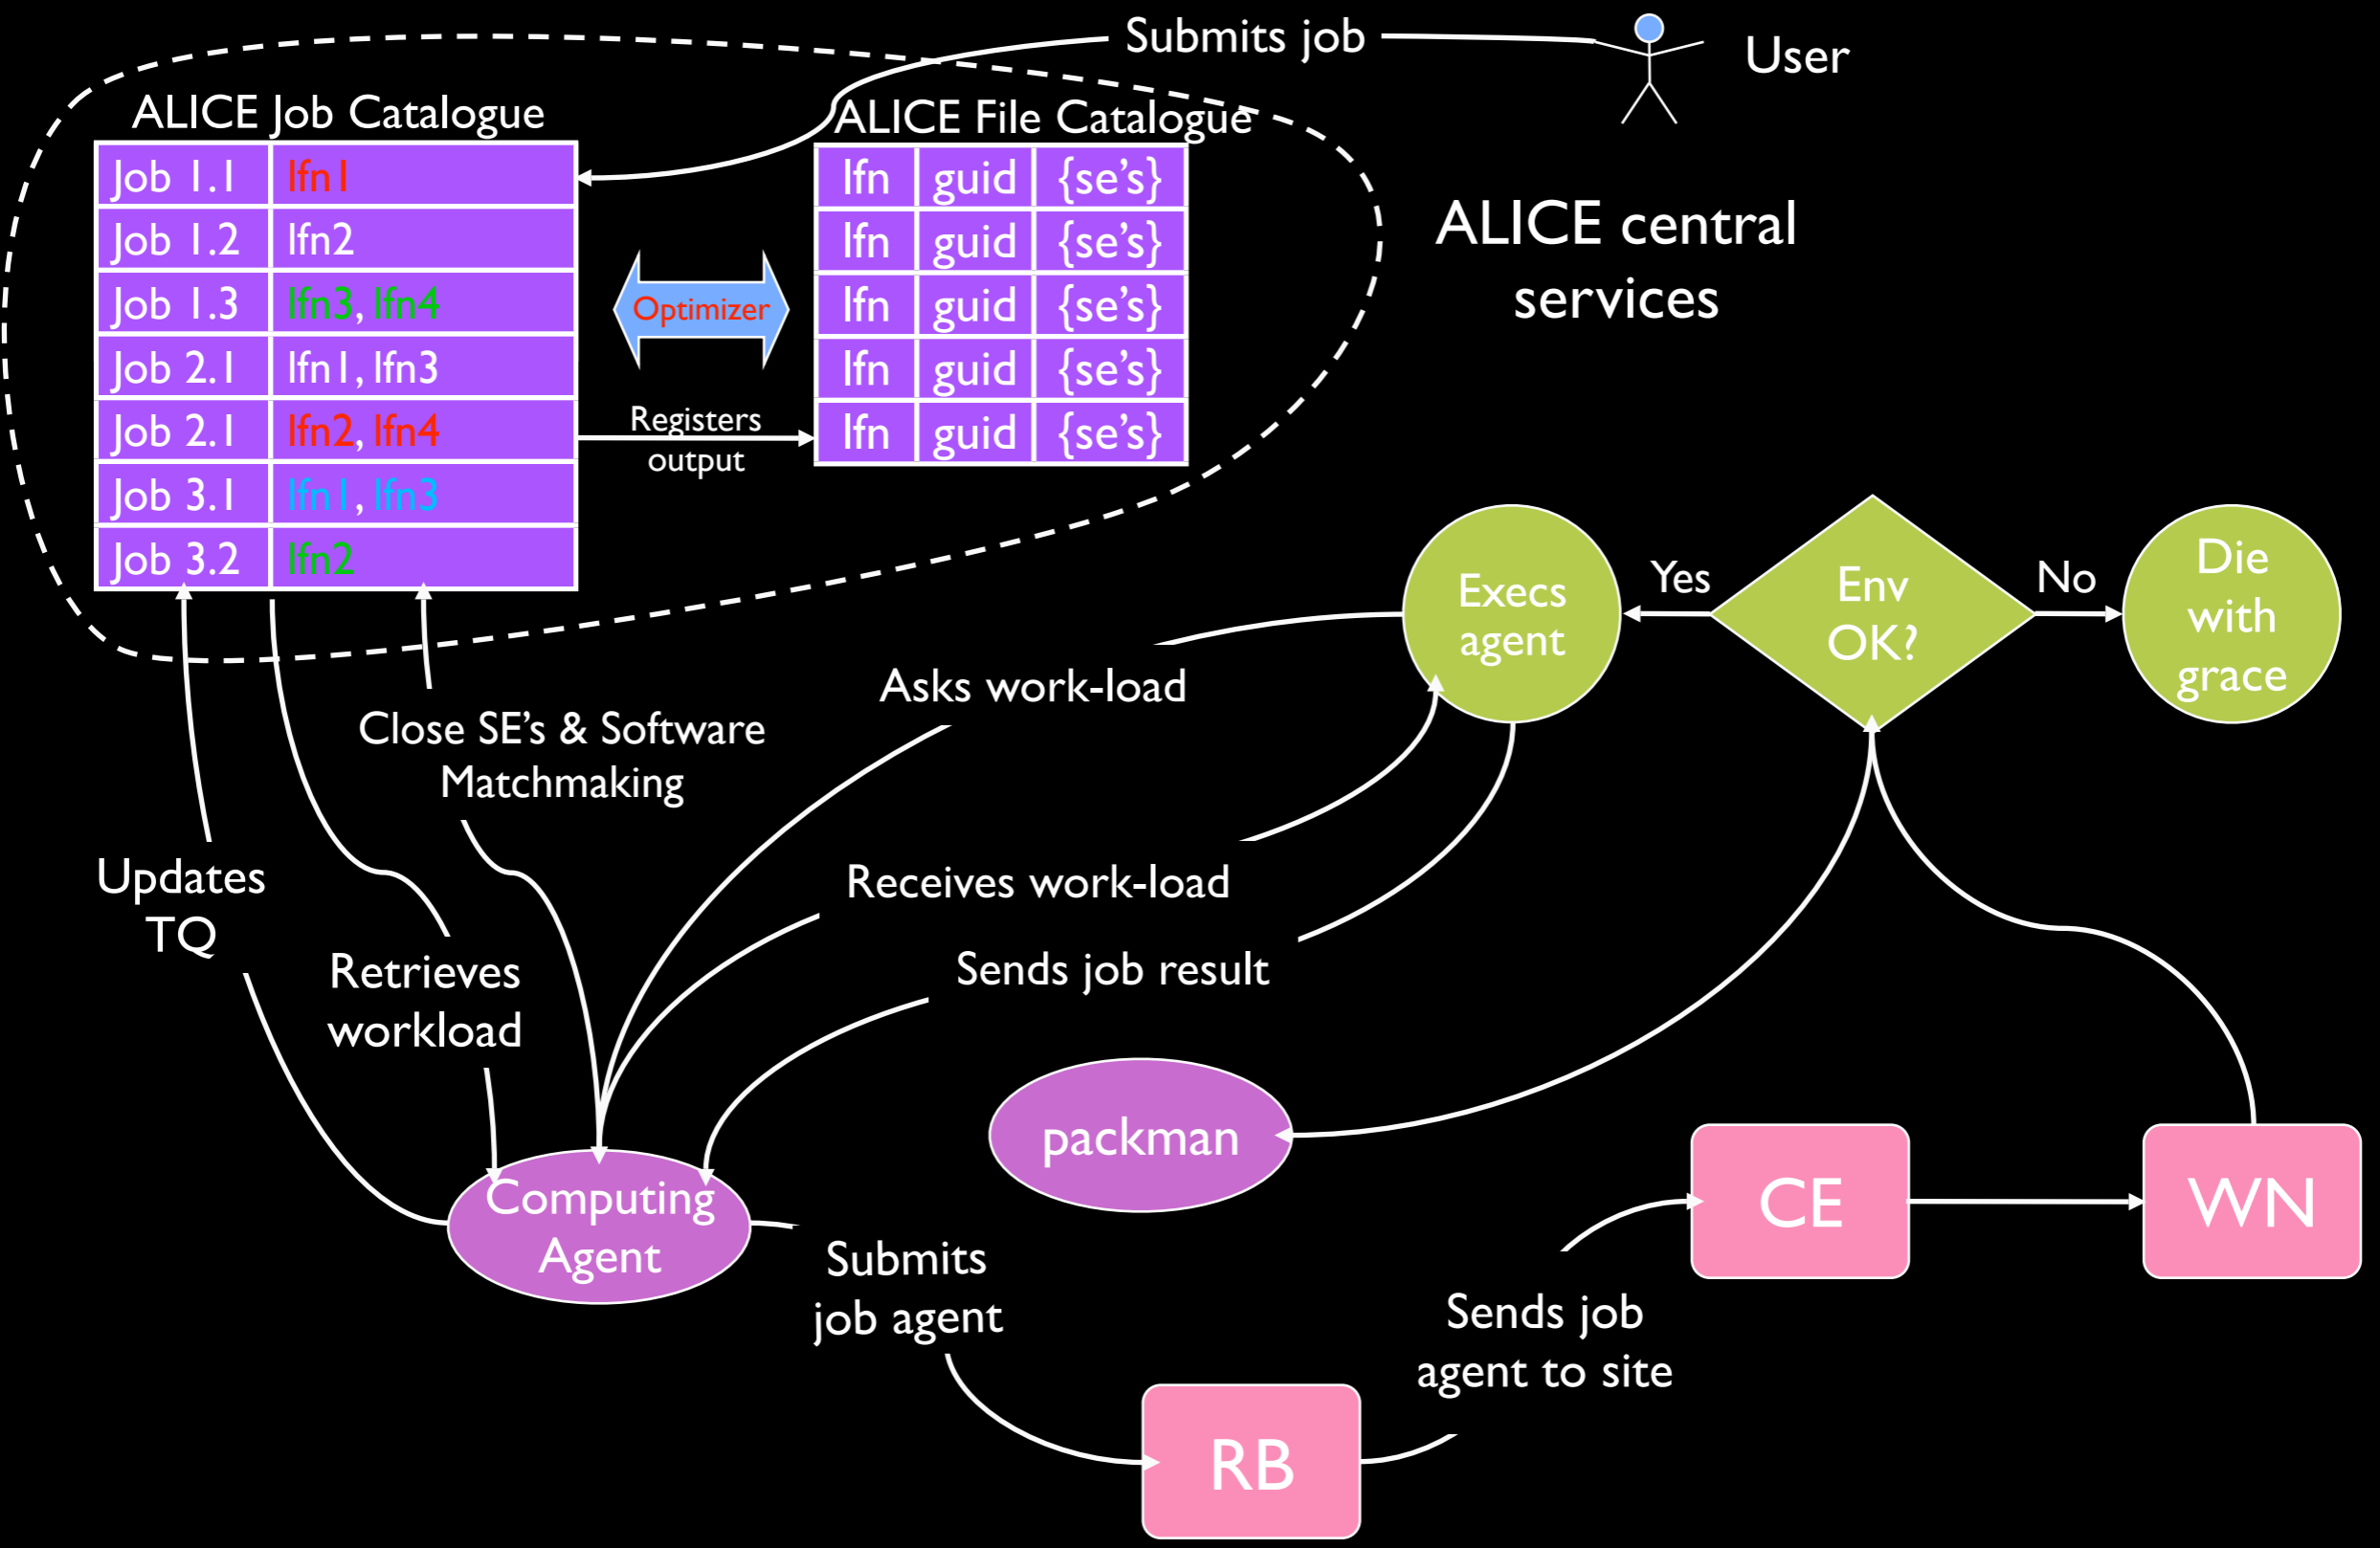 Submits job
User
ALICE Job Catalogue
ALICE File Catalogue
Job 1.1 lfn1
Job 1.2 lfn2
Job 1.3 lfn3, lfn4
Job 2.1 lfn1, lfn3
Job 2.1 lfn2, lfn4
Job 3.1 lfn1, lfn3
Job 3.2 lfn2
Optimizer
Registers
output
lfn guid {se’s}
lfn guid {se’s}
lfn guid {se’s}
lfn guid {se’s}
lfn guid {se’s}
ALICE central
services
Execs
agent
Yes
Env
OK?
No
Die
with
grace
Asks work-load
Close SE’s & Software
Matchmaking
Updates
TQ
Receives work-load
Retrieves
workload
Sends job result
packman
Computing
Agent
CE
WN
Submits
job agent
Sends job
agent to site
RB